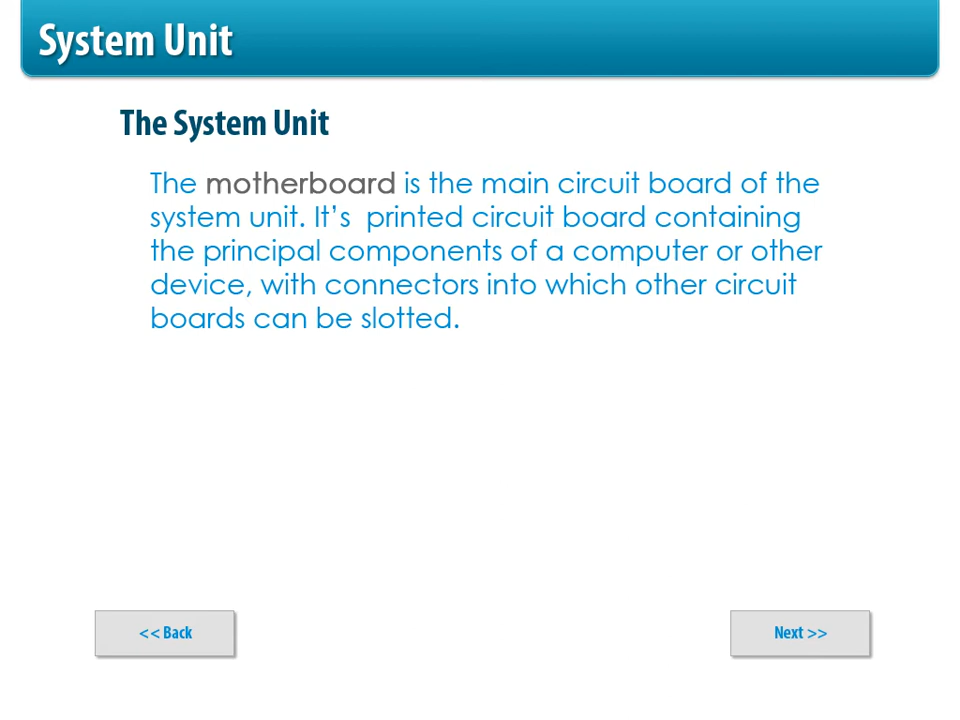 System Unit
The System Unit
The motherboard is the main circuit board of the
system unit. It’s  printed circuit board containing
the principal components of a computer or other
device, with connectors into which other circuit
boards can be slotted.
<< Back
Next >>